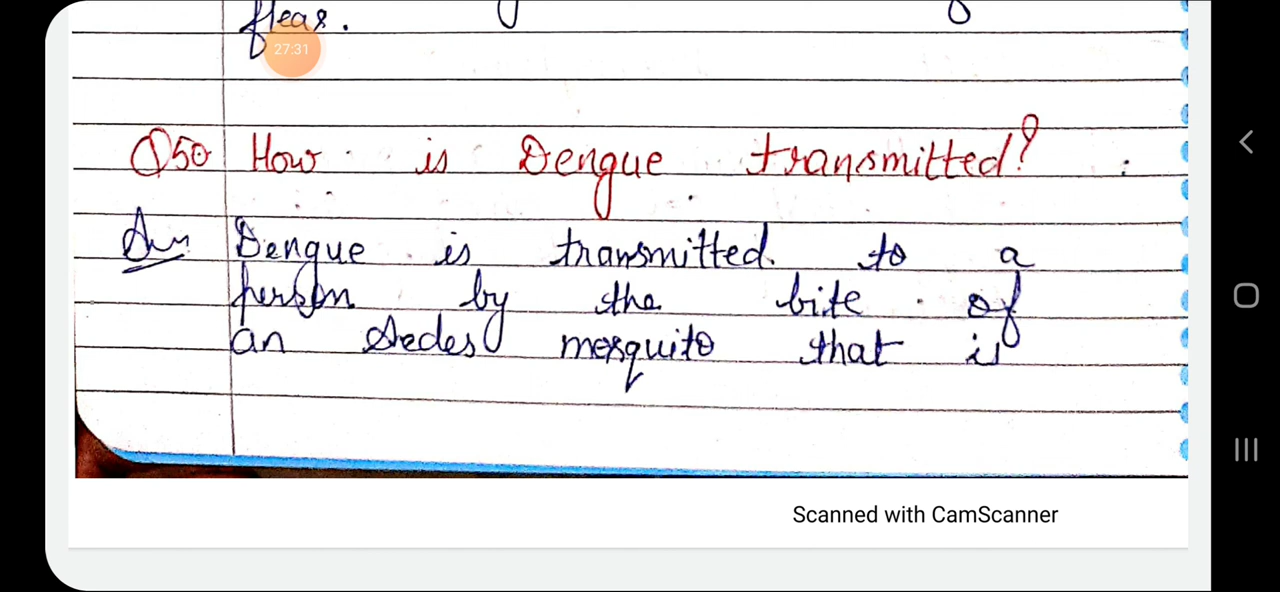 fleas.
27:31
Q50 How is Dengue transmitted?
Ans Dengue is transmitted to a
person by the bite of
an Aedes mosquito that is
Scanned with CamScanner